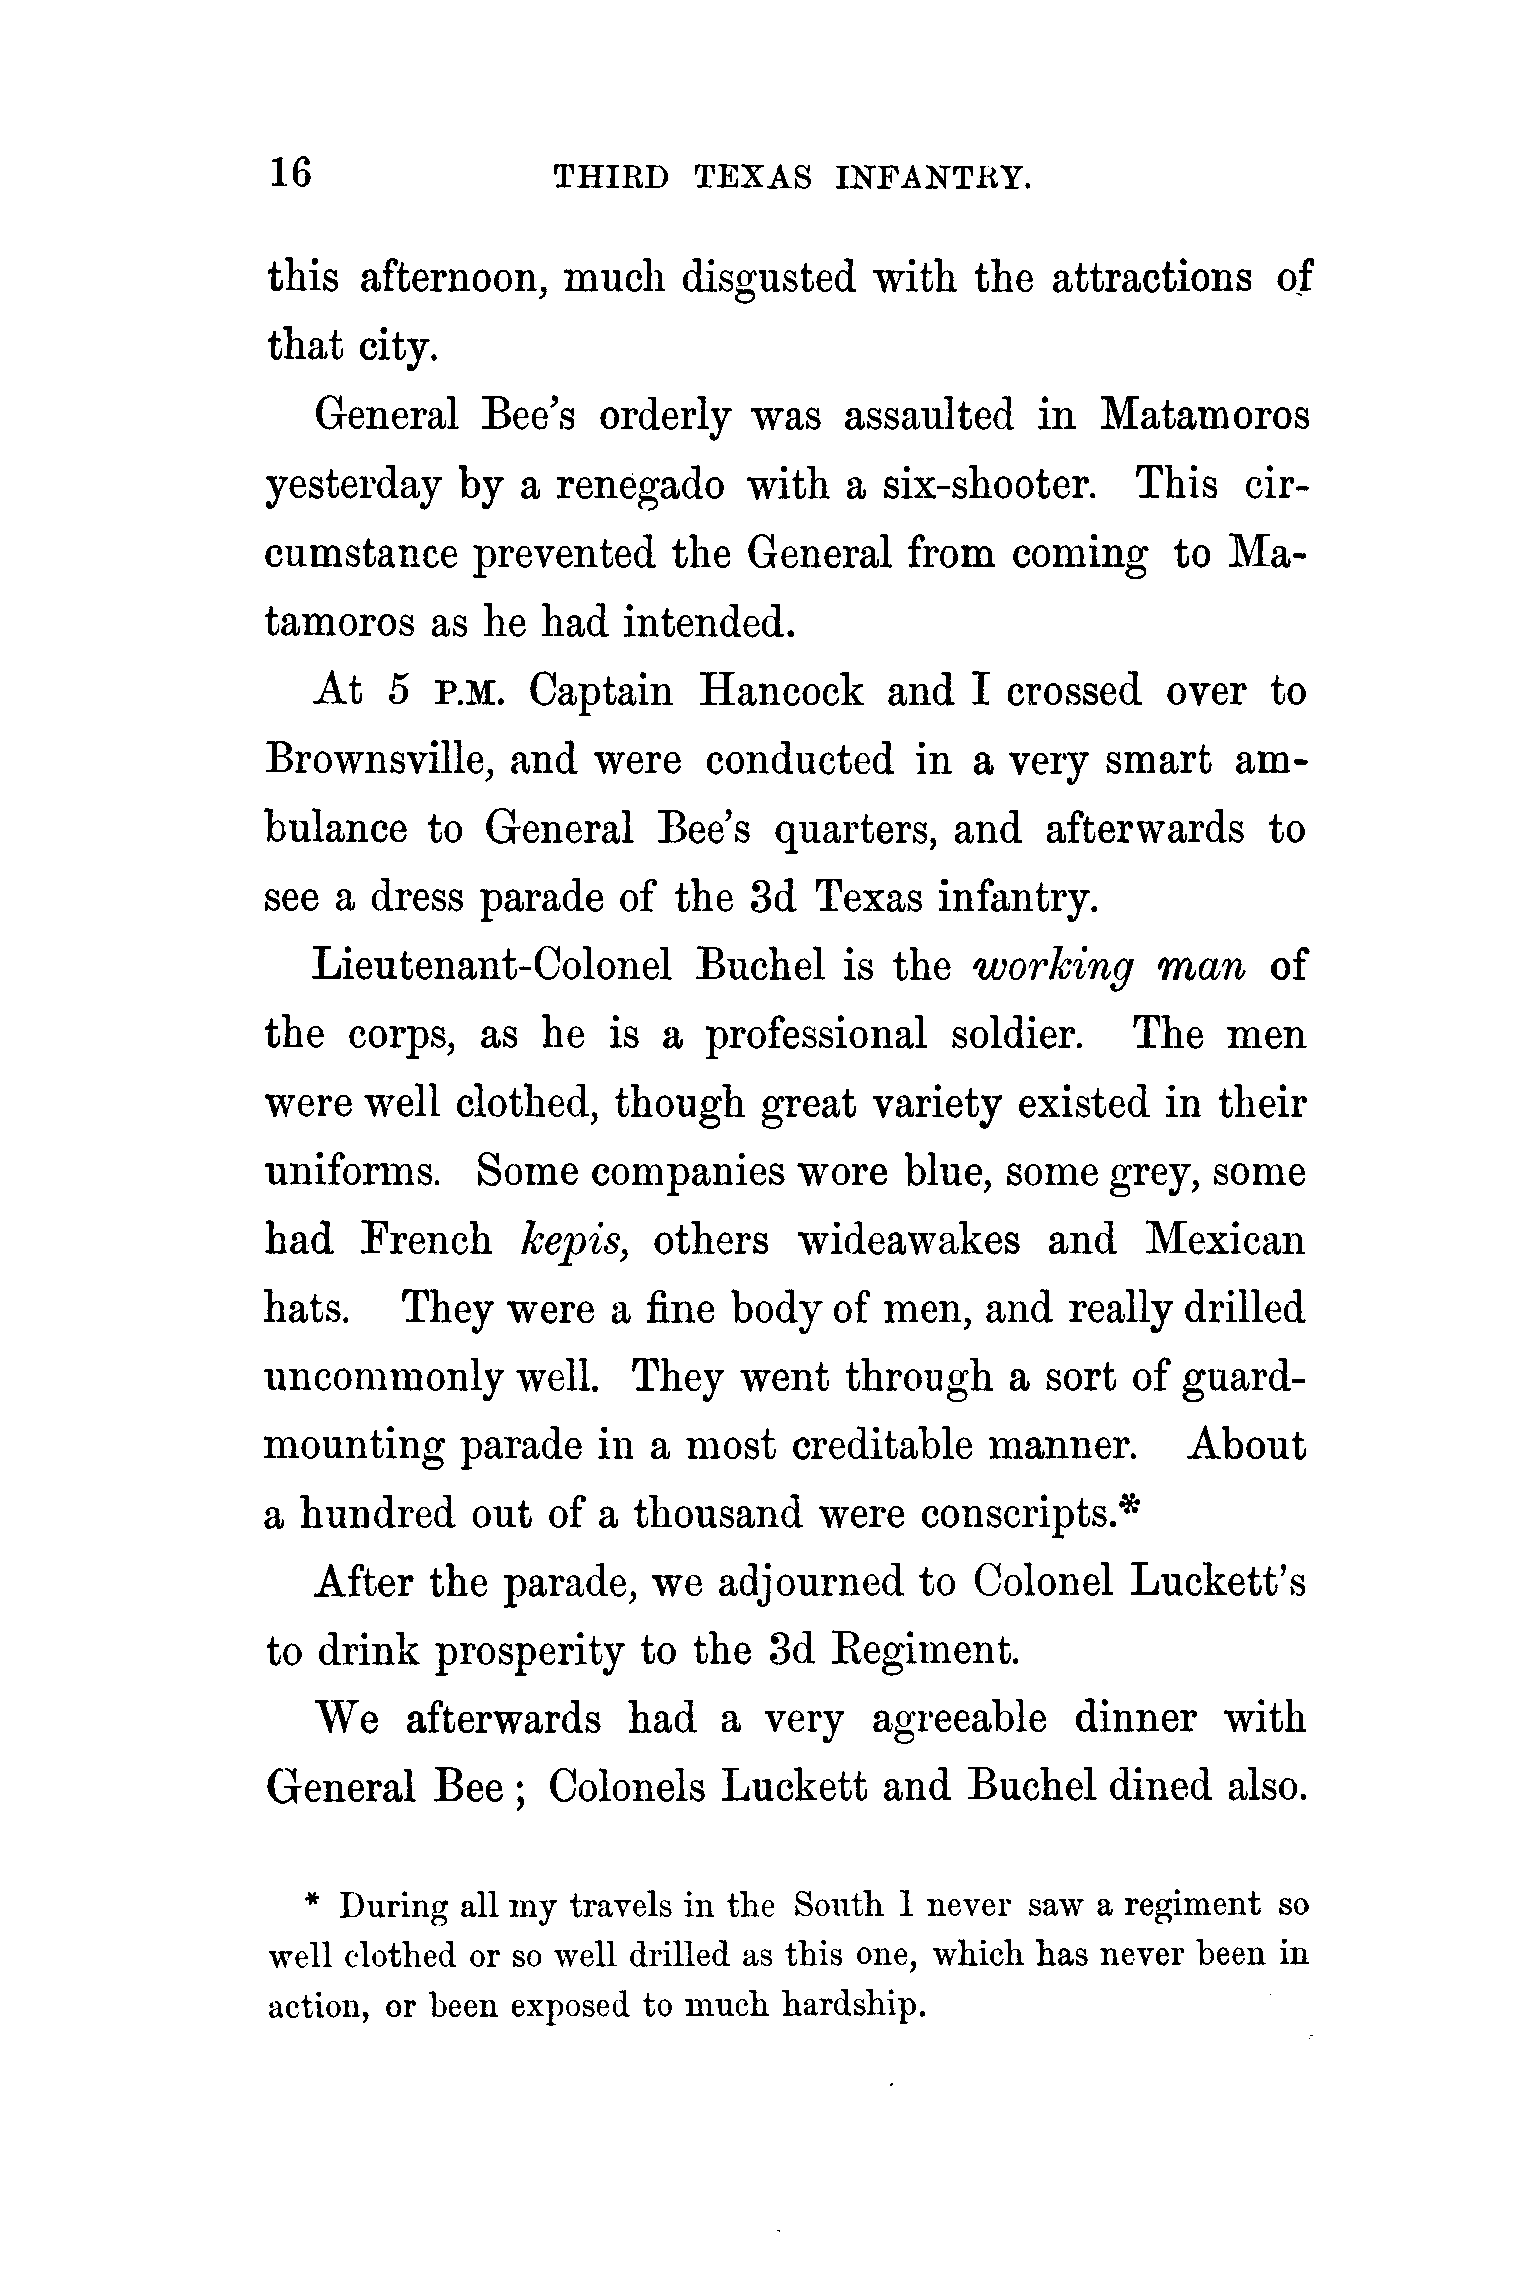 16 THIRD TEXAS INFANTRY.
this afternoon, much disgusted with the attractions of
that city.
General Bee's orderly was assaulted in Matamoros
yesterday by a renegado with a six-shooter. This cir-
cumstance prevented the General from coming to Ma-
tamoros as he had intended.
At 5 P.M. Captain Hancock and I crossed over to
Brownsville, and were conducted in a very smart am-
bulance to General Bee's quarters, and afterwards to
see a dress parade of the 3d Texas infantry.
Lieutenant-Colonel Buchel is the working man of
the corps, as he is a professional soldier. The men
were well clothed, though great variety existed in their
uniforms. Some companies wore blue, some grey, some
had French kepis, others wideawakes and Mexican
hats. They were a fine body of men, and really drilled
uncommonly well. They went through a sort of guard-
mounting parade in a most creditable manner. About
a hundred out of a thousand were conscripts.*
After the parade, we adjourned to Colonel Luckett's
to drink prosperity to the 3d Regiment.
We afterwards had a very agreeable dinner with
General Bee ; Colonels Luckett and Buchel dined also.
* During all my travels in the South I never saw a regiment so
well clothed or so well drilled as this one, which has never been in
action, or been exposed to much hardship.